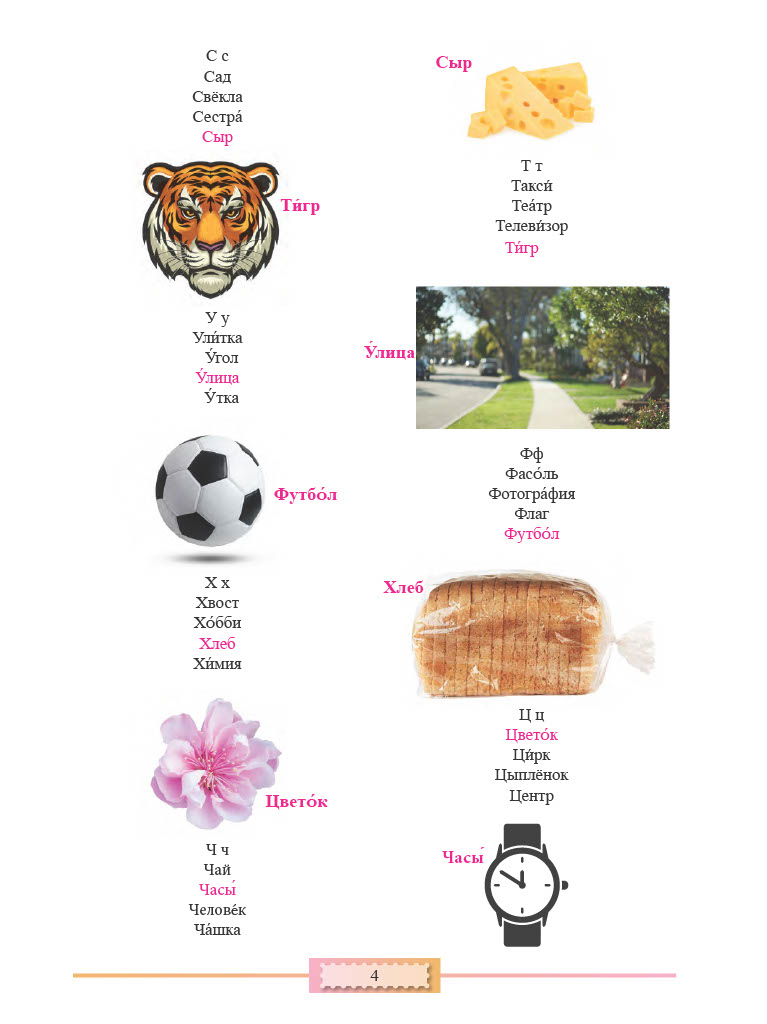 С с
Сад
Свёкла
Сестра́
Сыр
Сыр
Т т
Такси́
Теа́тр
Телеви́зор
Ти́гр
Ти́гр
У у
Ули́тка
У́гол
У́лица
У́тка
У́лица
Фф
Фасо́ль
Фотогра́фия
Флаг
Футбо́л
Футбо́л
Х х
Хвост
Хо́бби
Хлеб
Хи́мия
Хлеб
Ц ц
Цвето́к
Ци́рк
Цыплёнок
Центр
Цвето́к
Ч ч
Чай
Часы́
Челове́к
Ча́шка
Часы́
4